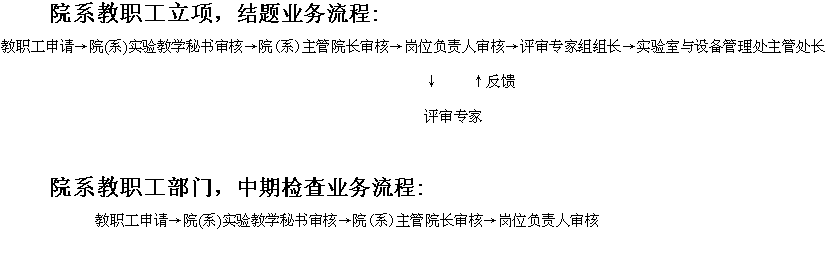 院系教职工立项，结题业务流程:
教职工申请→院(系)实验教学秘书审核→院（系）主管院长审核→岗位负责人审核→评审专家组组长→实验室与设备管理处主管处长
↓ ↑反馈
评审专家
院系教职工部门，中期检查业务流程:
教职工申请→院(系)实验教学秘书审核→院（系）主管院长审核→岗位负责人审核